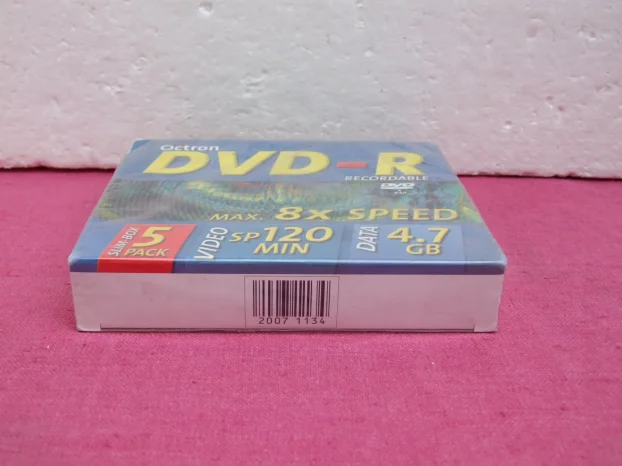 Octron
DVD-R
RECORDABLE
DVD
MAX. 8x SPEED
SLIM-BOX
5
PACK
VIDEO
SP 120
MIN
DATA
4.7
GB
2007 1134